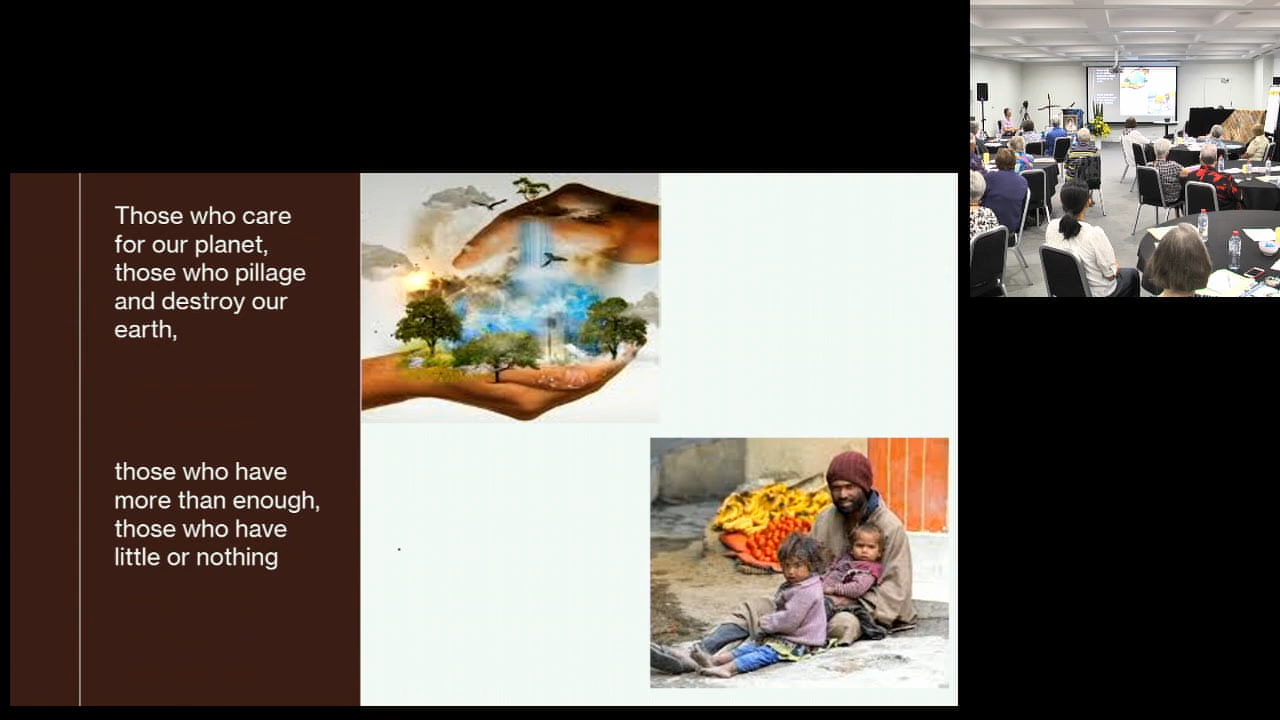 Those who care
for our planet,
those who pillage
and destroy our
earth,
those who have
more than enough,
those who have
little or nothing